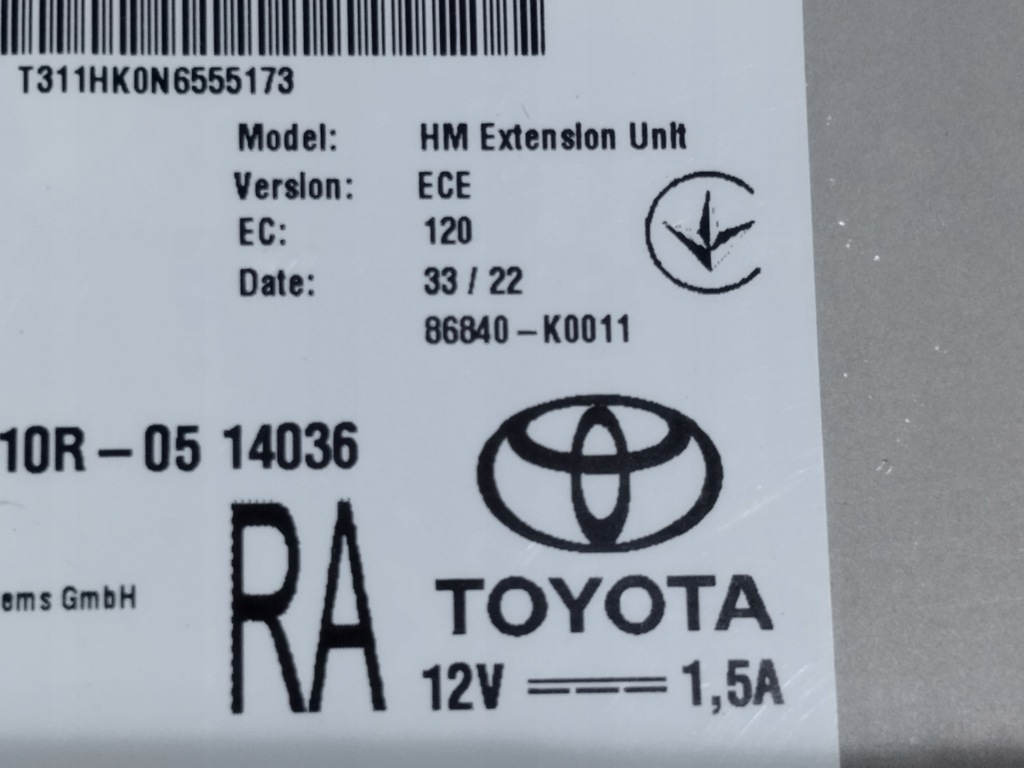 T311HK0N6555173
Model: HM Extension Unit
Version: ECE
EC: 120
Date: 33 / 22
86840-K0011
10R-05 14036
RA
TOYOTA
ems GmbH
12V 1,5A